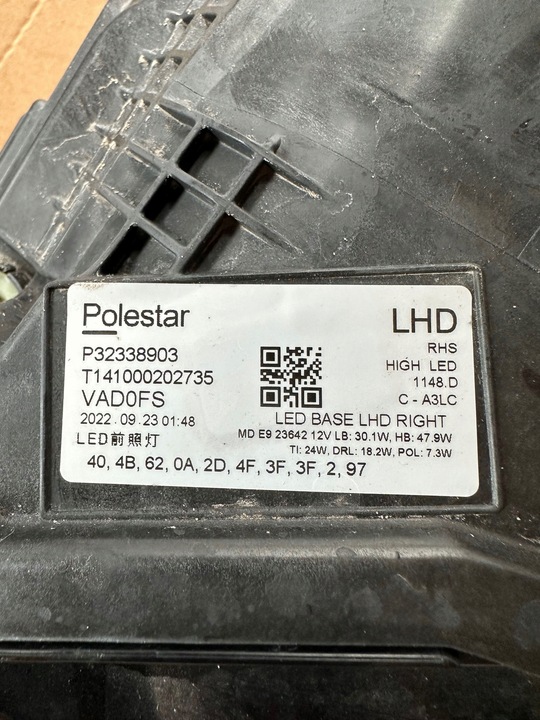 Polestar
LHD
P32338903
RHS
T141000202735
HIGH LED
VAD0FS
1148.D
2022.09.23 01:48
C - A3LC
LED前照灯
LED BASE LHD RIGHT
MD E9 23642 12V LB: 30.1W, HB: 47.9W
TI: 24W, DRL: 18.2W, POL: 7.3W
40, 4B, 62, 0A, 2D, 4F, 3F, 3F, 2, 97